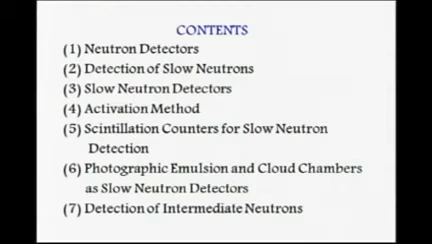 CONTENTS
(1) Neutron Detectors
(2) Detection of Slow Neutrons
(3) Slow Neutron Detectors
(4) Activation Method
(5) Scintillation Counters for Slow Neutron
Detection
(6) Photographic Emulsion and Cloud Chambers
as Slow Neutron Detectors
(7) Detection of Intermediate Neutrons